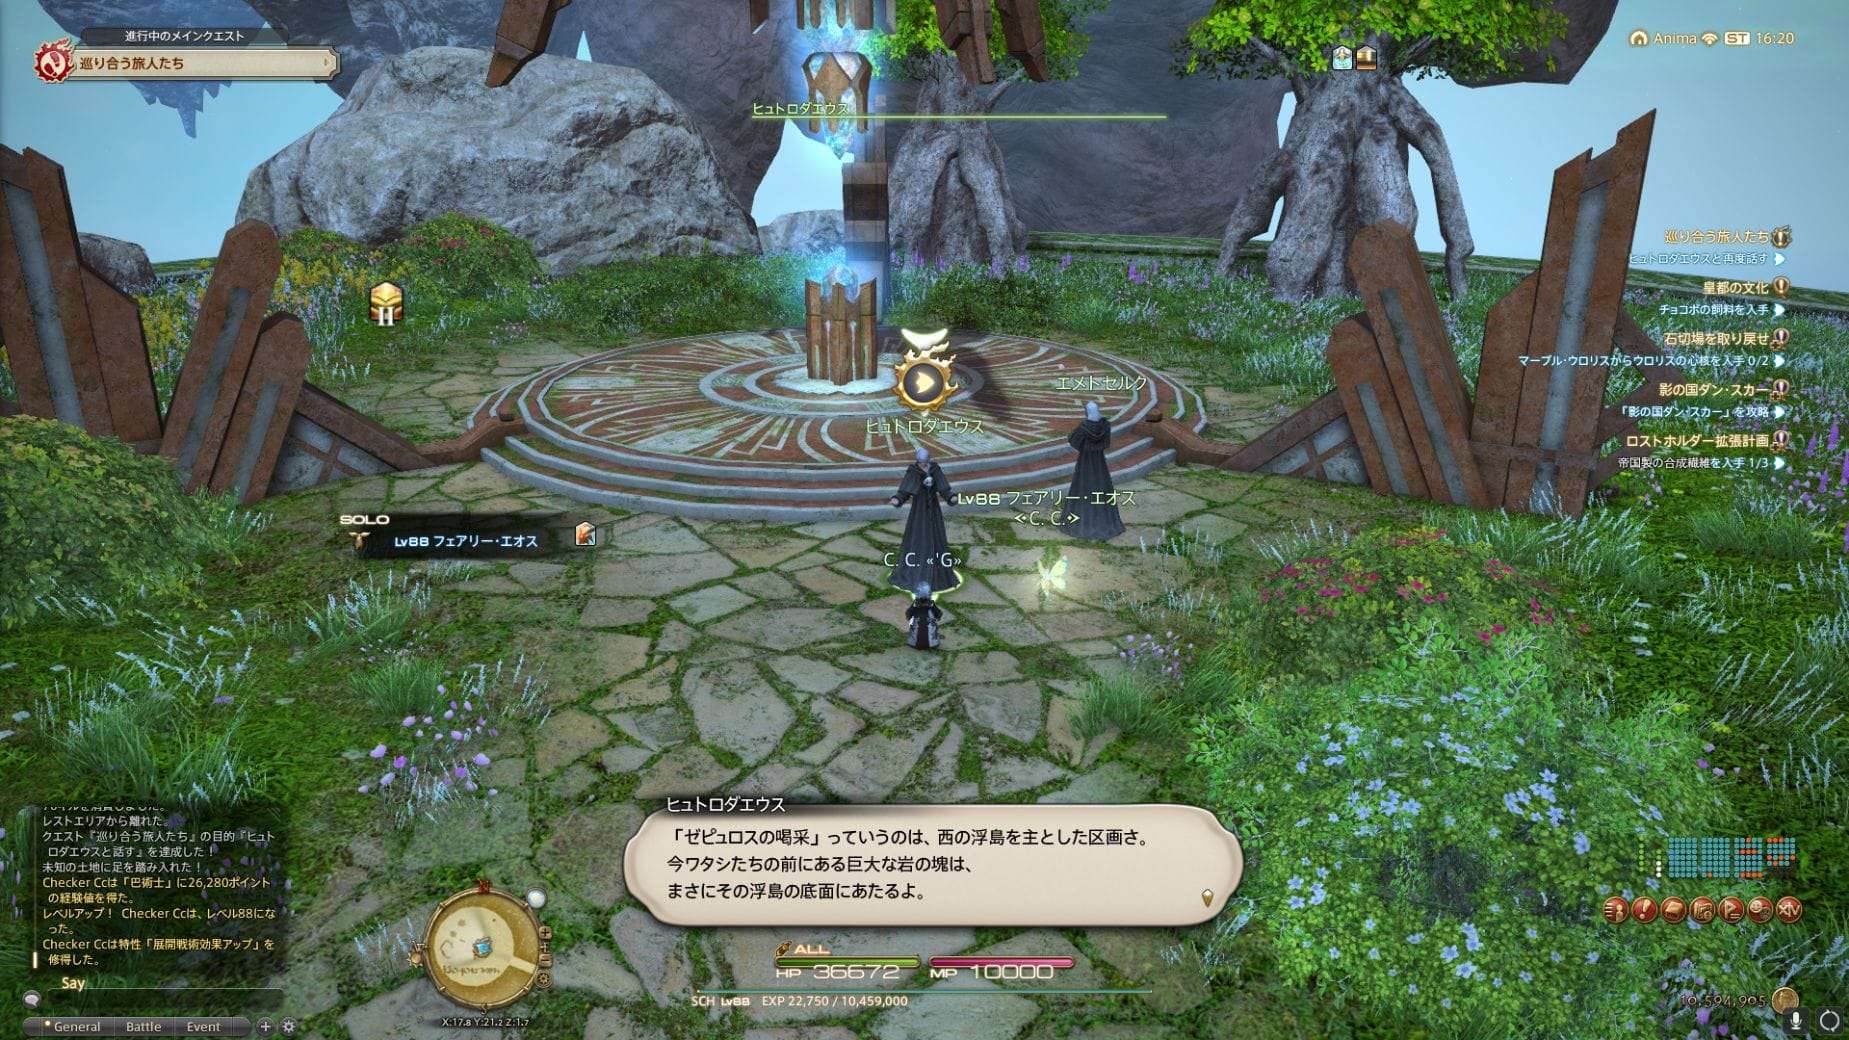 進行中のメインクエスト
巡り合う旅人たち
Anima ST 16:20
ヒュトロダエウス
巡り合う旅人たち
ヒュトロダエウスと再度話す
皇都の文化
チョコボの飼料を入手
石切場を取り戻せ
マーブル・ウロリスからウロリスの心核を入手 0/2
影の国ダン・スカー
「影の国ダン・スカー」を攻略
ロストホルダー拡張計画
帝国製の合成繊維を入手 1/3
エメトセルク
ヒュトロダエウス
Lv88 フェアリー・エオス
«C. C.»
C. C. «'G»
SOLO
Lv88 フェアリー・エオス
II
ヒュトロダエウス
「ゼピュロスの喝采」っていうのは、西の浮島を主とした区画さ。
今ワタシたちの前にある巨大な岩の塊は、
まさにその浮島の底面にあたるよ。
レストエリアから離れた。
クエスト『巡り合う旅人たち』の目的『ヒュト
ロダエウスと話す』を達成した！
未知の土地に足を踏み入れた！
Checker Ccは「巴術士」に26,280ポイント
の経験値を得た。
レベルアップ！ Checker Ccは、レベル88にな
った。
Checker Ccは特性「展開戦術効果アップ」を
修得した。
Say
General Battle Event
X:17.8 Y:21.2 Z:1.7
ALL
HP 36672 MP 10000
SCH Lv88 EXP 22,750 / 10,459,000
10,594,905
XIV